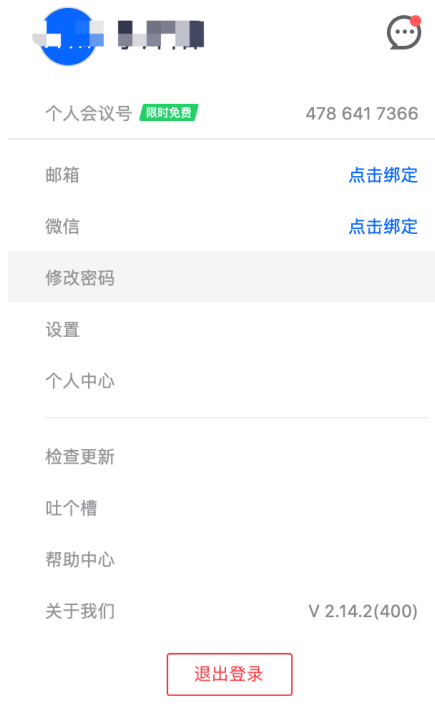 个人会议号 限时免费 478 641 7366
邮箱 点击绑定
微信 点击绑定
修改密码
设置
个人中心
检查更新
吐个槽
帮助中心
关于我们 V 2.14.2(400)
退出登录